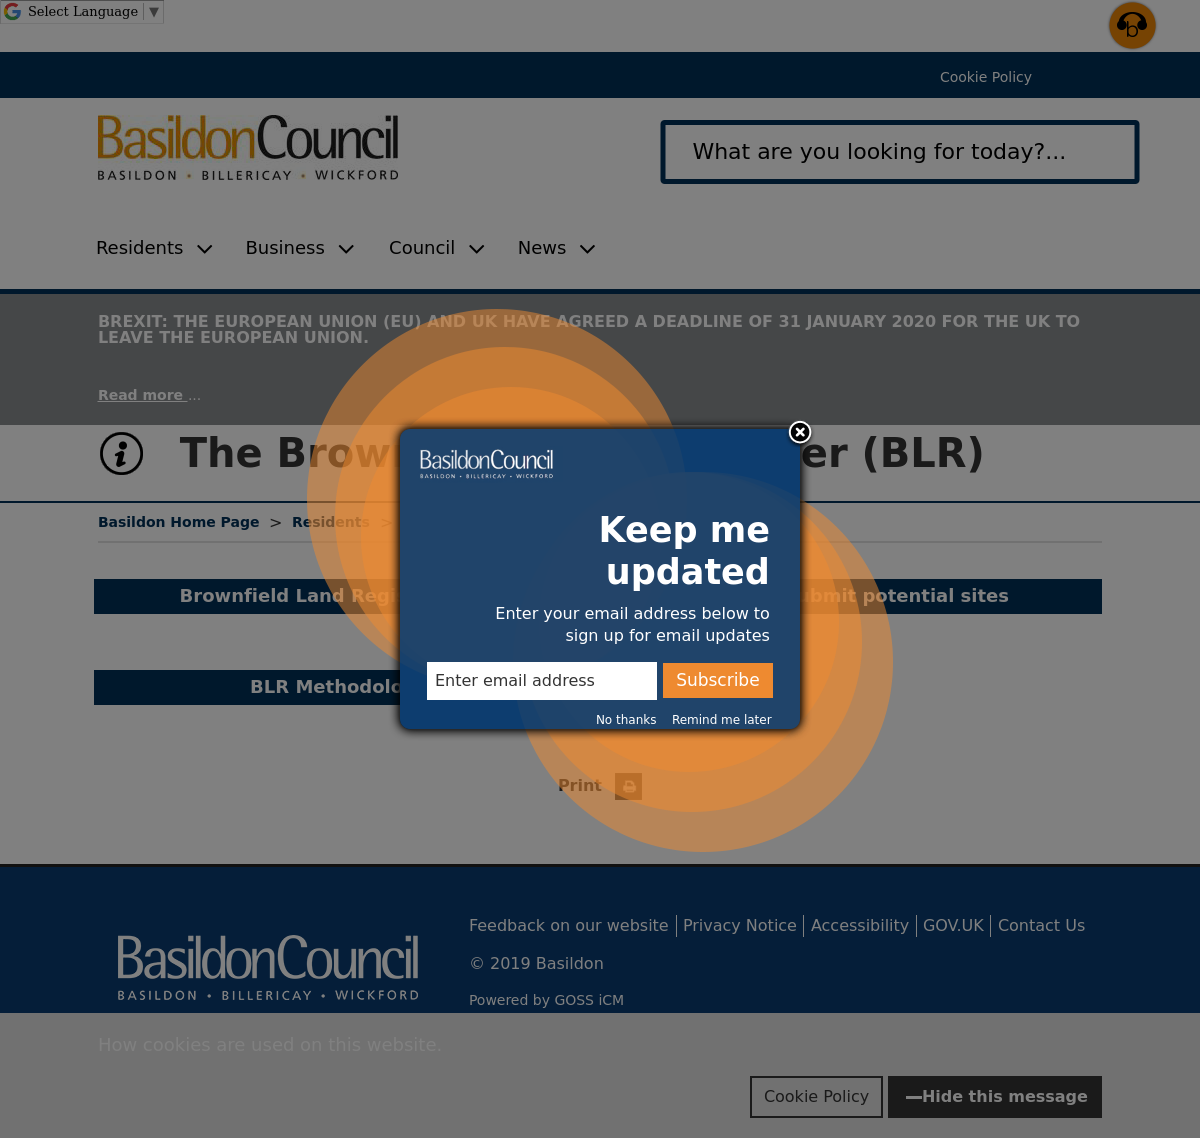 Select Language ▼
Cookie Policy
BasildonCouncil
BASILDON • BILLERICAY • WICKFORD
What are you looking for today?...
Residents
Business
Council
News
BREXIT: THE EUROPEAN UNION (EU) AND UK HAVE AGREED A DEADLINE OF 31 JANUARY 2020 FOR THE UK TO
LEAVE THE EUROPEAN UNION.
Read more ...
The Brow er (BLR)
BasildonCouncil
BASILDON • BILLERICAY • WICKFORD
Basildon Home Page > Residents >
Keep me
updated
Brownfield Land Regi
ubmit potential sites
Enter your email address below to
sign up for email updates
Enter email address
Subscribe
BLR Methodolo
No thanks
Remind me later
Print
Feedback on our website
Privacy Notice
Accessibility
GOV.UK
Contact Us
BasildonCouncil
BASILDON • BILLERICAY • WICKFORD
© 2019 Basildon
Powered by GOSS iCM
How cookies are used on this website.
Cookie Policy
Hide this message